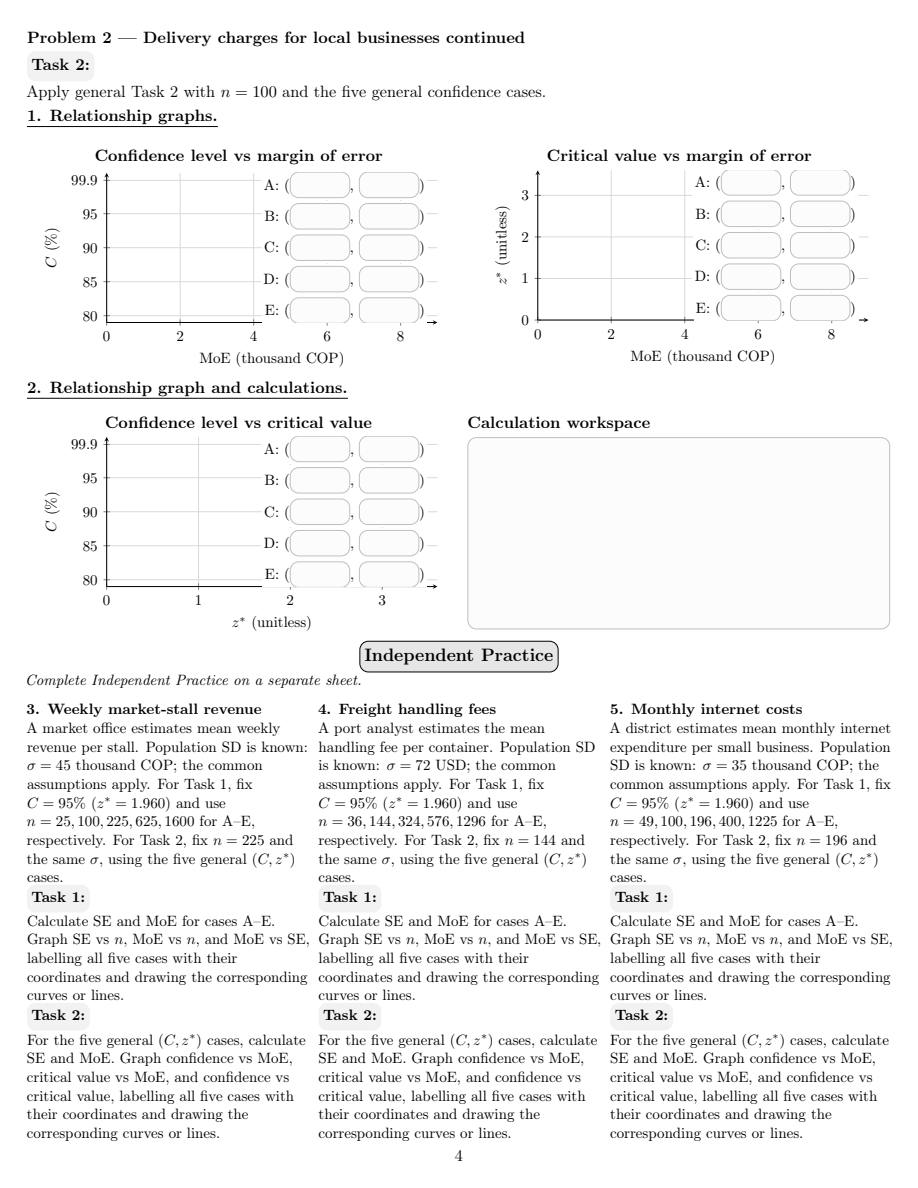 Problem 2 — Delivery charges for local businesses continued
Task 2:
Apply general Task 2 with n = 100 and the five general confidence cases.
1. Relationship graphs.
Confidence level vs margin of error
99.9
95
90
85
80
C (%)
0 2 4 6 8
MoE (thousand COP)
A: ( , )
B: ( , )
C: ( , )
D: ( , )
E: ( , )
Critical value vs margin of error
3
2
1
0
z* (unitless)
0 2 4 6 8
MoE (thousand COP)
A: ( , )
B: ( , )
C: ( , )
D: ( , )
E: ( , )
2. Relationship graph and calculations.
Confidence level vs critical value
99.9
95
90
85
80
C (%)
0 1 2 3
z* (unitless)
A: ( , )
B: ( , )
C: ( , )
D: ( , )
E: ( , )
Calculation workspace
Independent Practice
Complete Independent Practice on a separate sheet.
3. Weekly market-stall revenue
A market office estimates mean weekly
revenue per stall. Population SD is known:
σ = 45 thousand COP; the common
assumptions apply. For Task 1, fix
C = 95% (z* = 1.960) and use
n = 25, 100, 225, 625, 1600 for A–E,
respectively. For Task 2, fix n = 225 and
the same σ, using the five general (C, z*)
cases.
Task 1:
Calculate SE and MoE for cases A–E.
Graph SE vs n, MoE vs n, and MoE vs SE,
labelling all five cases with their
coordinates and drawing the corresponding
curves or lines.
Task 2:
For the five general (C, z*) cases, calculate
SE and MoE. Graph confidence vs MoE,
critical value vs MoE, and confidence vs
critical value, labelling all five cases with
their coordinates and drawing the
corresponding curves or lines.
4. Freight handling fees
A port analyst estimates the mean
handling fee per container. Population SD
is known: σ = 72 USD; the common
assumptions apply. For Task 1, fix
C = 95% (z* = 1.960) and use
n = 36, 144, 324, 576, 1296 for A–E,
respectively. For Task 2, fix n = 144 and
the same σ, using the five general (C, z*)
cases.
Task 1:
Calculate SE and MoE for cases A–E.
Graph SE vs n, MoE vs n, and MoE vs SE,
labelling all five cases with their
coordinates and drawing the corresponding
curves or lines.
Task 2:
For the five general (C, z*) cases, calculate
SE and MoE. Graph confidence vs MoE,
critical value vs MoE, and confidence vs
critical value, labelling all five cases with
their coordinates and drawing the
corresponding curves or lines.
5. Monthly internet costs
A district estimates mean monthly internet
expenditure per small business. Population
SD is known: σ = 35 thousand COP; the
common assumptions apply. For Task 1, fix
C = 95% (z* = 1.960) and use
n = 49, 100, 196, 400, 1225 for A–E,
respectively. For Task 2, fix n = 196 and
the same σ, using the five general (C, z*)
cases.
Task 1:
Calculate SE and MoE for cases A–E.
Graph SE vs n, MoE vs n, and MoE vs SE,
labelling all five cases with their
coordinates and drawing the corresponding
curves or lines.
Task 2:
For the five general (C, z*) cases, calculate
SE and MoE. Graph confidence vs MoE,
critical value vs MoE, and confidence vs
critical value, labelling all five cases with
their coordinates and drawing the
corresponding curves or lines.
4